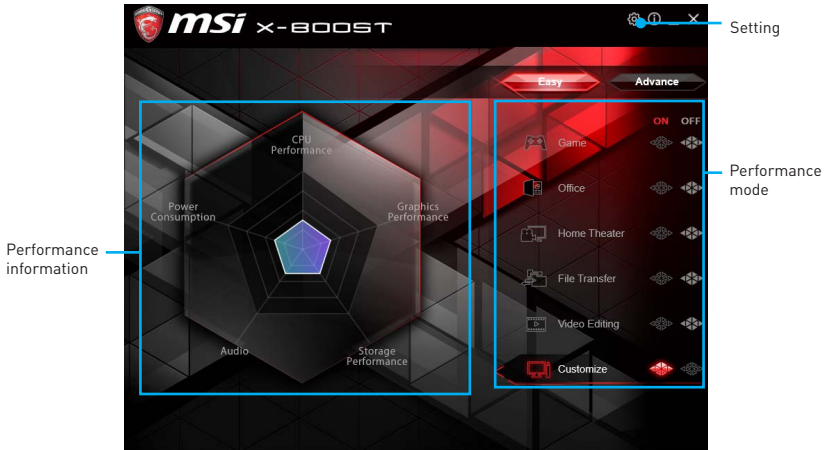 msi X-BOOST
Setting
Easy
Advance
ON OFF
CPU
Performance
Graphics
Performance
Power
Consumption
Audio
Storage
Performance
Game
Office
Home Theater
File Transfer
Video Editing
Customize
Performance
mode
Performance
information